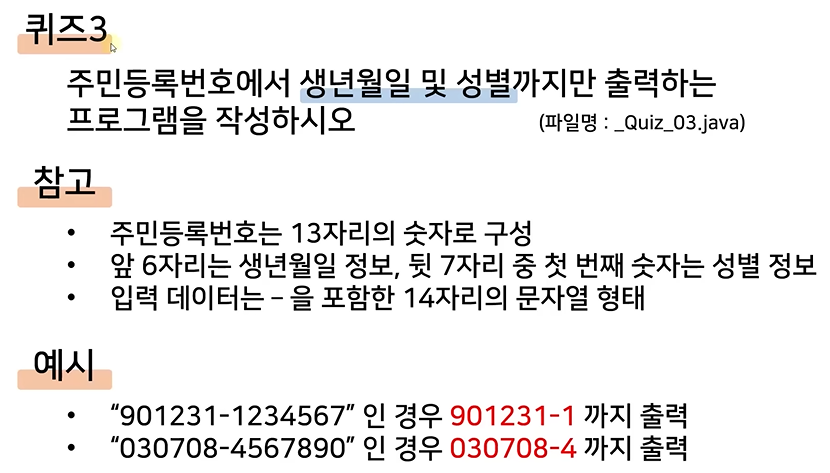 퀴즈3
주민등록번호에서 생년월일 및 성별까지만 출력하는
프로그램을 작성하시오 (파일명 : _Quiz_03.java)
참고
• 주민등록번호는 13자리의 숫자로 구성
• 앞 6자리는 생년월일 정보, 뒷 7자리 중 첫 번째 숫자는 성별 정보
• 입력 데이터는 – 을 포함한 14자리의 문자열 형태
예시
• “901231-1234567” 인 경우 901231-1 까지 출력
• “030708-4567890” 인 경우 030708-4 까지 출력